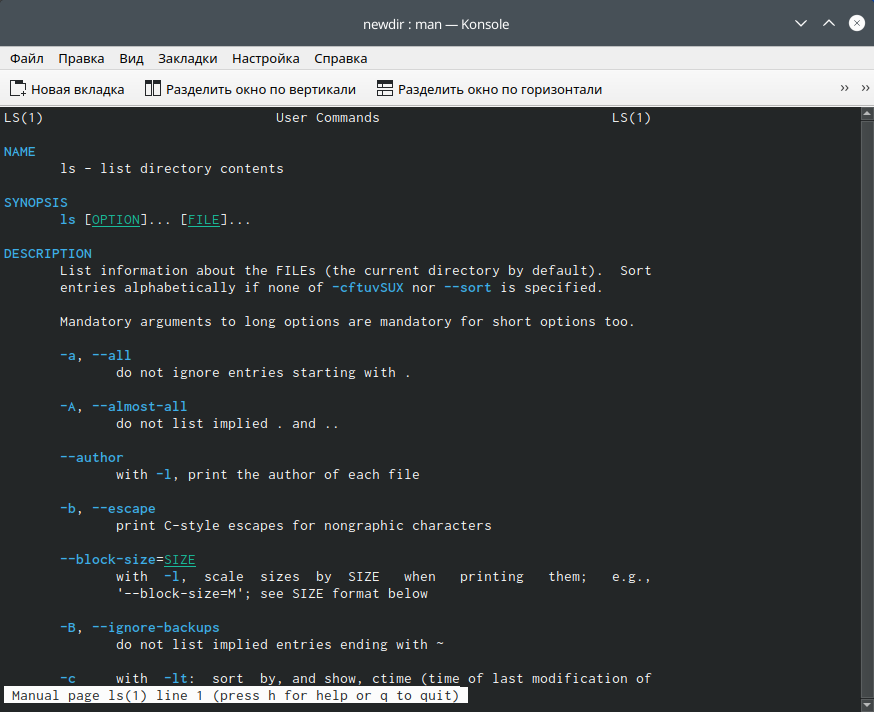 newdir : man — Konsole
Файл Правка Вид Закладки Настройка Справка
Новая вкладка Разделить окно по вертикали Разделить окно по горизонтали
LS(1) User Commands LS(1)
NAME
ls - list directory contents
SYNOPSIS
ls [OPTION]... [FILE]...
DESCRIPTION
List information about the FILEs (the current directory by default). Sort
entries alphabetically if none of -cftuvSUX nor --sort is specified.
Mandatory arguments to long options are mandatory for short options too.
-a, --all
do not ignore entries starting with .
-A, --almost-all
do not list implied . and ..
--author
with -l, print the author of each file
-b, --escape
print C-style escapes for nongraphic characters
--block-size=SIZE
with -l, scale sizes by SIZE when printing them; e.g.,
'--block-size=M'; see SIZE format below
-B, --ignore-backups
do not list implied entries ending with ~
-c with -lt: sort by, and show, ctime (time of last modification of
Manual page ls(1) line 1 (press h for help or q to quit)